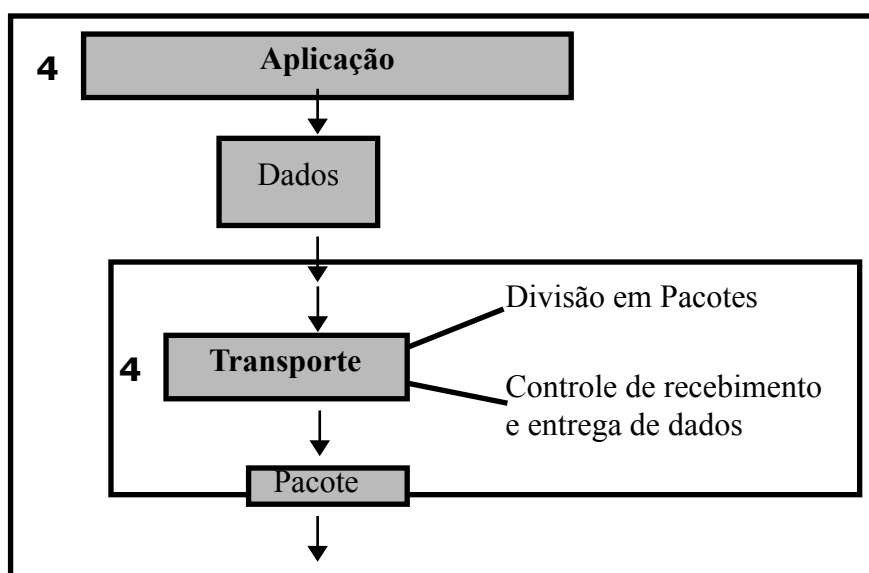 4
Aplicação
Dados
Divisão em Pacotes
4
Transporte
Controle de recebimento
e entrega de dados
Pacote